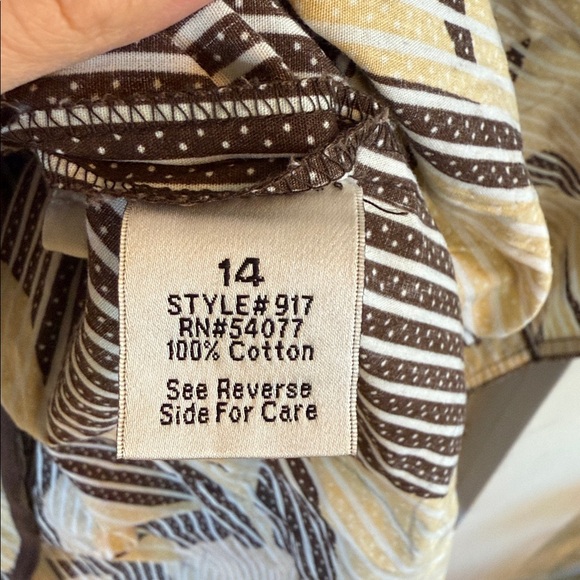 14
STYLE# 917
RN#54077
100% Cotton
See Reverse
Side For Care